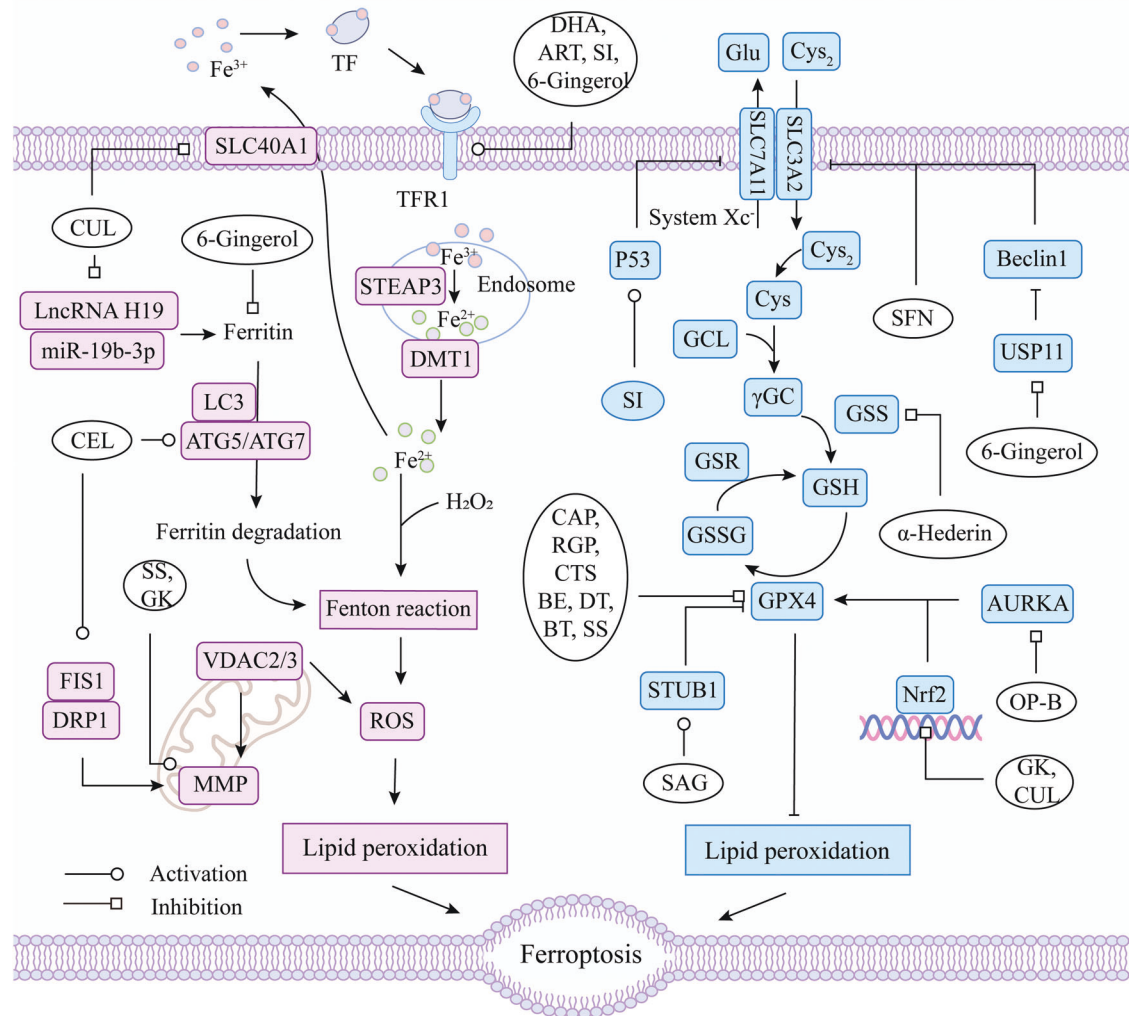 Fe³⁺
TF
DHA,
ART, SI,
6-Gingerol
Glu
Cys₂
SLC40A1
SLC7A11
SLC3A2
TFR1
System Xc⁻
CUL
6-Gingerol
Fe³⁺
STEAP3
Endosome
Fe²⁺
DMT1
P53
Cys₂
Beclin1
LncRNA H19
miR-19b-3p
Ferritin
Cys
SFN
GCL
USP11
LC3
ATG5/ATG7
SI
γGC
GSS
CEL
Fe²⁺
6-Gingerol
GSR
GSH
H₂O₂
GSSG
Ferritin degradation
CAP,
RGP,
CTS
BE, DT,
BT, SS
α-Hederin
SS,
GK
Fenton reaction
GPX4
AURKA
VDAC2/3
FIS1
DRP1
STUB1
Nrf2
OP-B
ROS
MMP
SAG
GK,
CUL
Lipid peroxidation
Lipid peroxidation
Activation
Inhibition
Ferroptosis